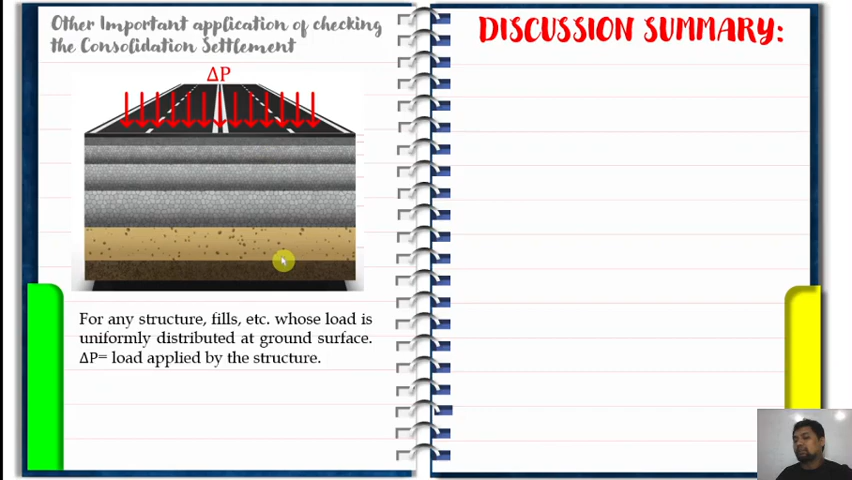 Other Important application of checking
the Consolidation Settlement
ΔP
For any structure, fills, etc. whose load is
uniformly distributed at ground surface.
ΔP= load applied by the structure.
DISCUSSION SUMMARY: